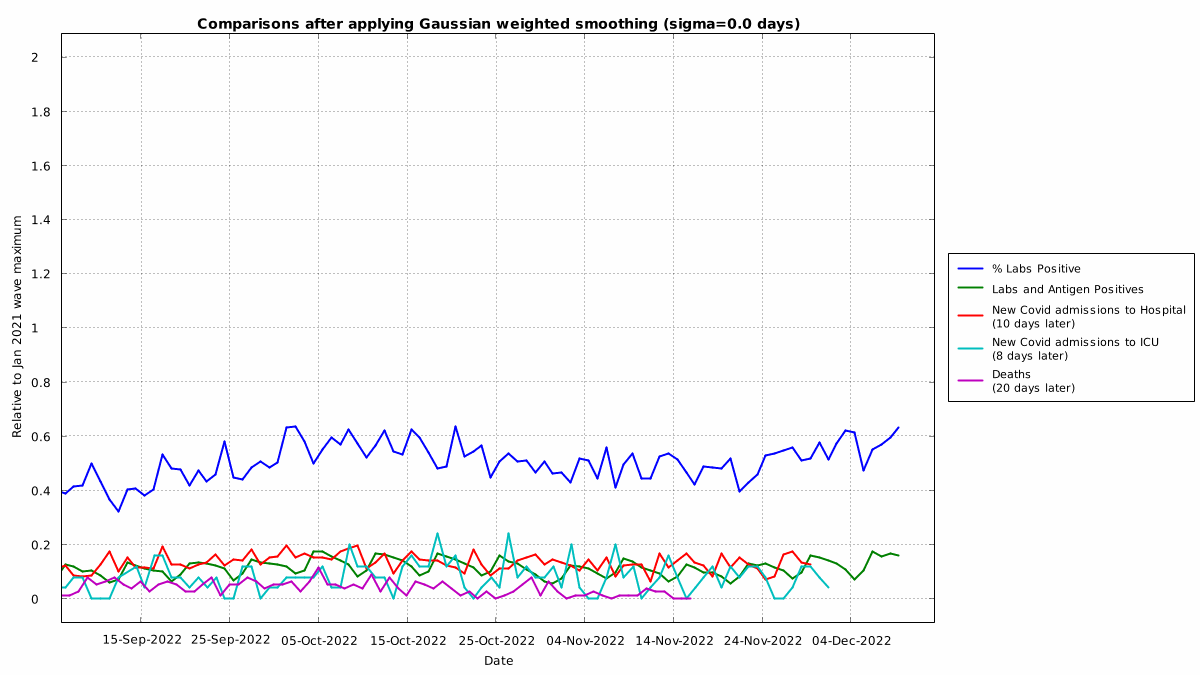 Comparisons after applying Gaussian weighted smoothing (sigma=0.0 days)
Relative to Jan 2021 wave maximum
2
1.8
1.6
1.4
1.2
1
0.8
0.6
0.4
0.2
0
15-Sep-2022 25-Sep-2022 05-Oct-2022 15-Oct-2022 25-Oct-2022 04-Nov-2022 14-Nov-2022 24-Nov-2022 04-Dec-2022
Date
% Labs Positive
Labs and Antigen Positives
New Covid admissions to Hospital
(10 days later)
New Covid admissions to ICU
(8 days later)
Deaths
(20 days later)